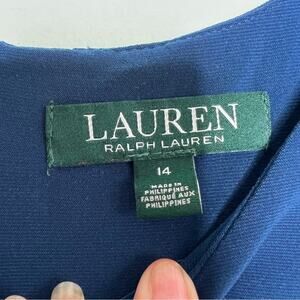 LAUREN
RALPH LAUREN
14
MADE IN
PHILIPPINES
FABRIQUÉ AUX
PHILIPPINES